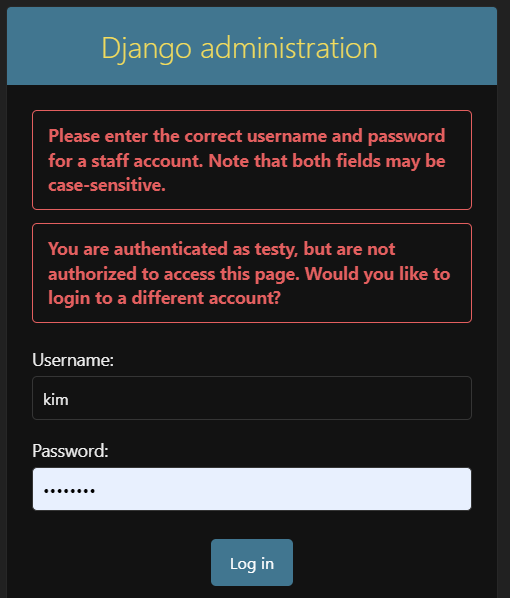 Django administration
Please enter the correct username and password
for a staff account. Note that both fields may be
case-sensitive.
You are authenticated as testy, but are not
authorized to access this page. Would you like to
login to a different account?
Username:
kim
Password:
••••••••
Log in